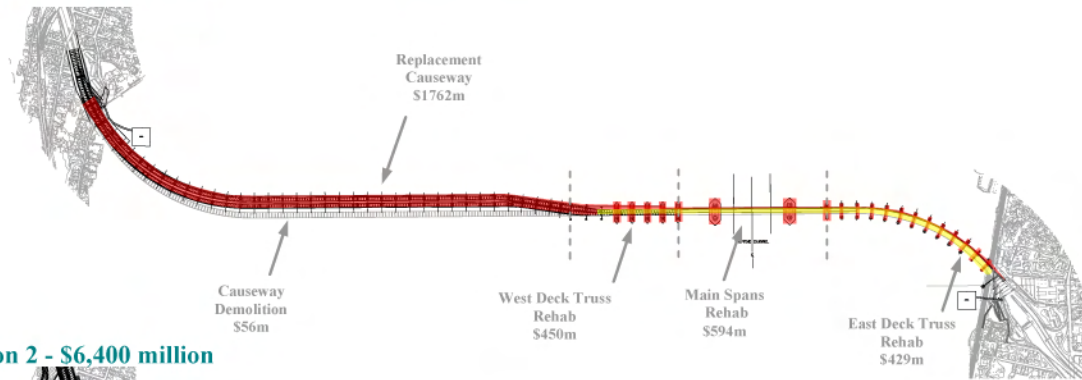 Replacement
Causeway
$1762m
Causeway
Demolition
$56m
West Deck Truss
Rehab
$450m
Main Spans
Rehab
$594m
East Deck Truss
Rehab
$429m
on 2 - $6,400 million